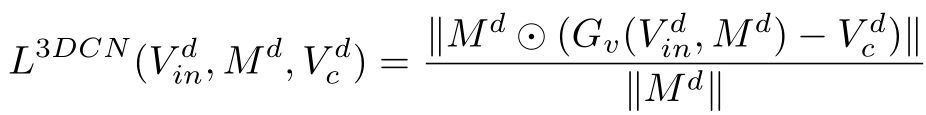 L^{3DCN}(V_{in}^d, M^d, V_c^d) = \frac{\|M^d \odot (G_v(V_{in}^d, M^d) - V_c^d)\|}{\|M^d\|}